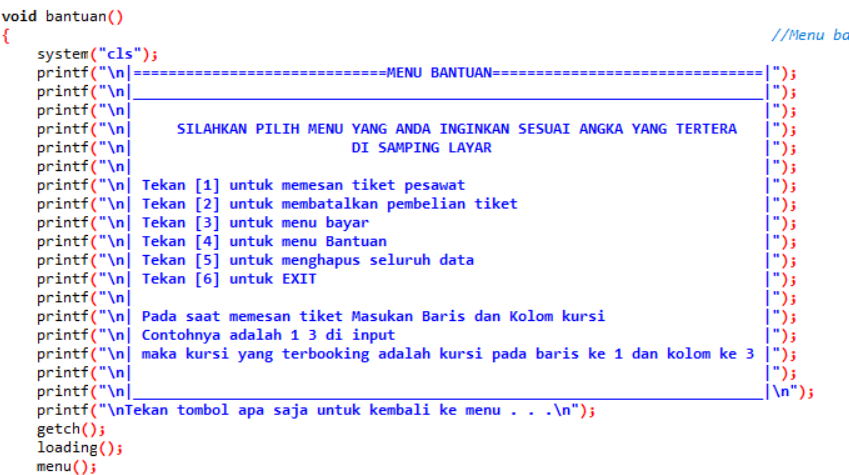 void bantuan()
{ //Menu ba
system("cls");
printf("\n|=============================MENU BANTUAN===============================|");
printf("\n|________________________________________________________________________|");
printf("\n| |");
printf("\n| SILAHKAN PILIH MENU YANG ANDA INGINKAN SESUAI ANGKA YANG TERTERA |");
printf("\n| DI SAMPING LAYAR |");
printf("\n| |");
printf("\n| Tekan [1] untuk memesan tiket pesawat |");
printf("\n| Tekan [2] untuk membatalkan pembelian tiket |");
printf("\n| Tekan [3] untuk menu bayar |");
printf("\n| Tekan [4] untuk menu Bantuan |");
printf("\n| Tekan [5] untuk menghapus seluruh data |");
printf("\n| Tekan [6] untuk EXIT |");
printf("\n| |");
printf("\n| Pada saat memesan tiket Masukan Baris dan Kolom kursi |");
printf("\n| Contohnya adalah 1 3 di input |");
printf("\n| maka kursi yang terbooking adalah kursi pada baris ke 1 dan kolom ke 3 |");
printf("\n| |");
printf("\n|________________________________________________________________________|\n");
printf("\nTekan tombol apa saja untuk kembali ke menu . . .\n");
getch();
loading();
menu();